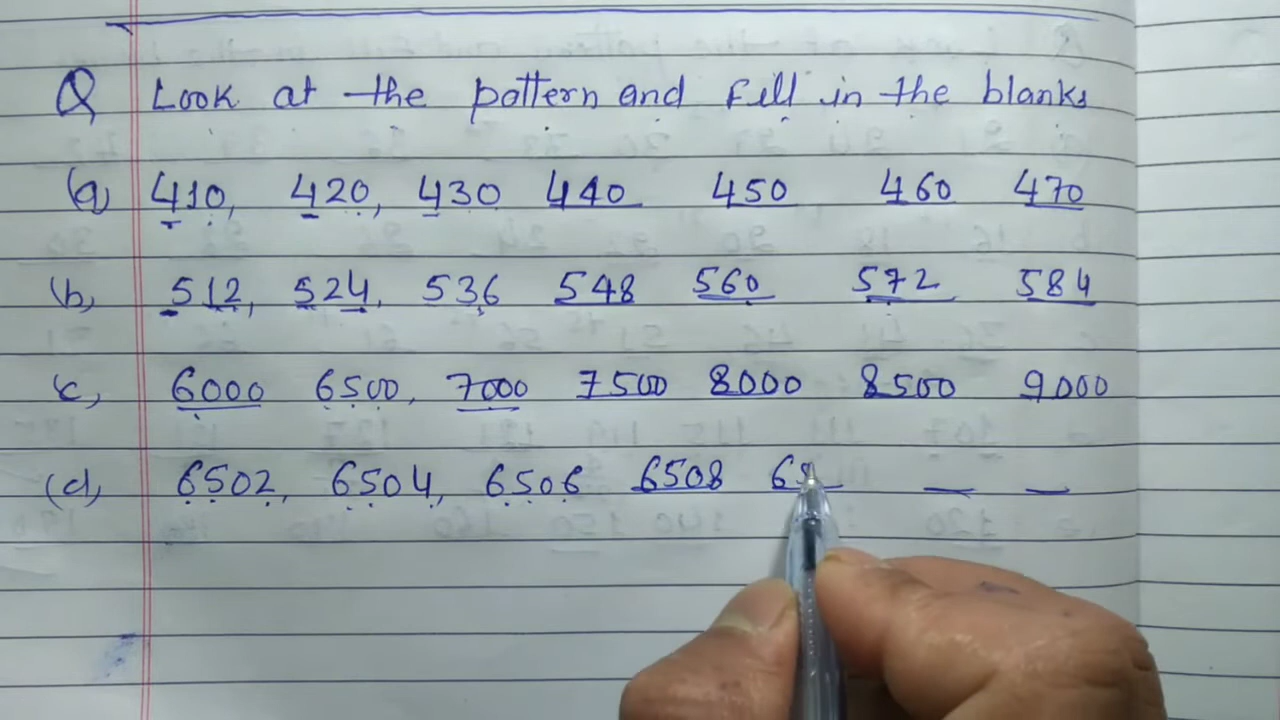 Q Look at the pattern and Fill in the blanks
(a) 410, 420, 430 440 450 460 470
(b) 512, 524, 536 548 560 572 584
c, 6000 6500, 7000 7500 8000 8500 9000
(d) 6502, 6504, 6506 6508